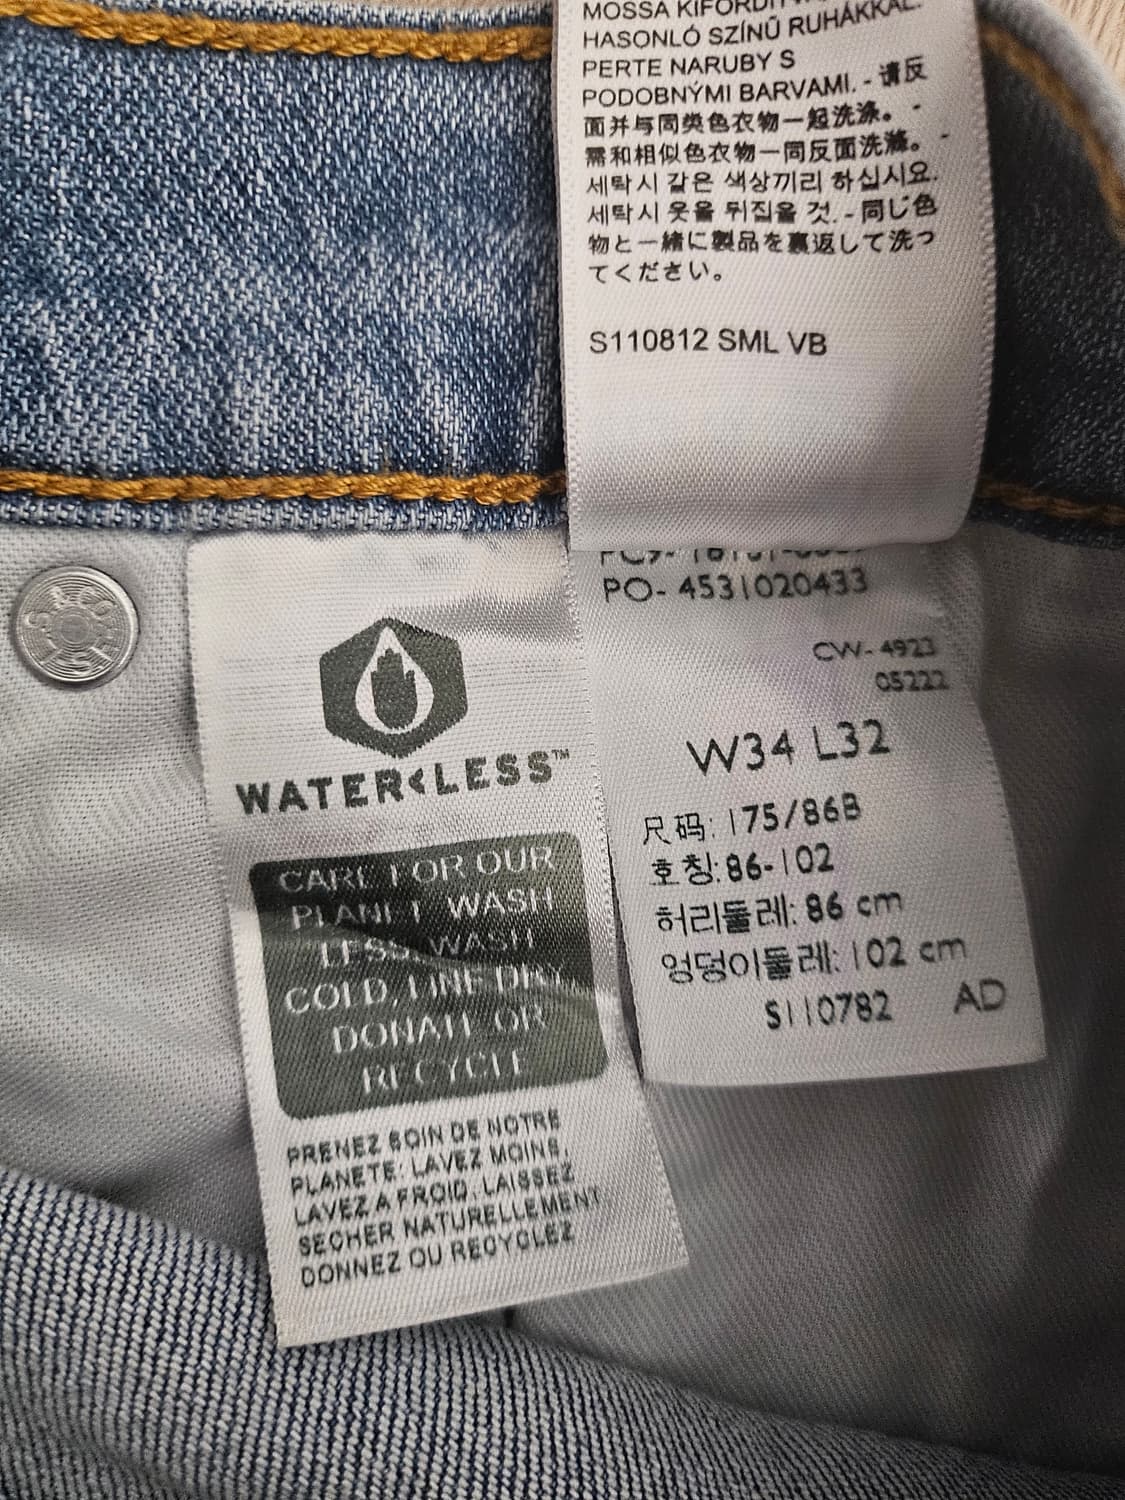 HASONLÓ SZÍNŰ RUHÁKKAL.
PERTE NARUBY S
PODOBNÝMI BARVAMI. - 请反
面并与同类色衣物一起洗涤。 -
需和相似色衣物一同反面洗滌。 -
세탁시 같은 색상끼리 하십시요.
세탁시 옷을 뒤집을 것. - 同じ色
物と一緒に製品を裏返して洗っ
てください。
S110812 SML VB
PO- 4531020433
CW- 4923
05222
W34 L32
尺码: 175/86B
호칭: 86-102
허리둘레: 86 cm
엉덩이둘레: 102 cm
S110782 AD
WATER<LESS™
CARE FOR OUR
PLANET WASH
LESS, WASH
COLD, LINE DRY,
DONATE OR
RECYCLE
PRENEZ SOIN DE NOTRE
PLANETE: LAVEZ MOINS,
LAVEZ A FROID, LAISSEZ
SECHER NATURELLEMENT,
DONNEZ OU RECYCLEZ